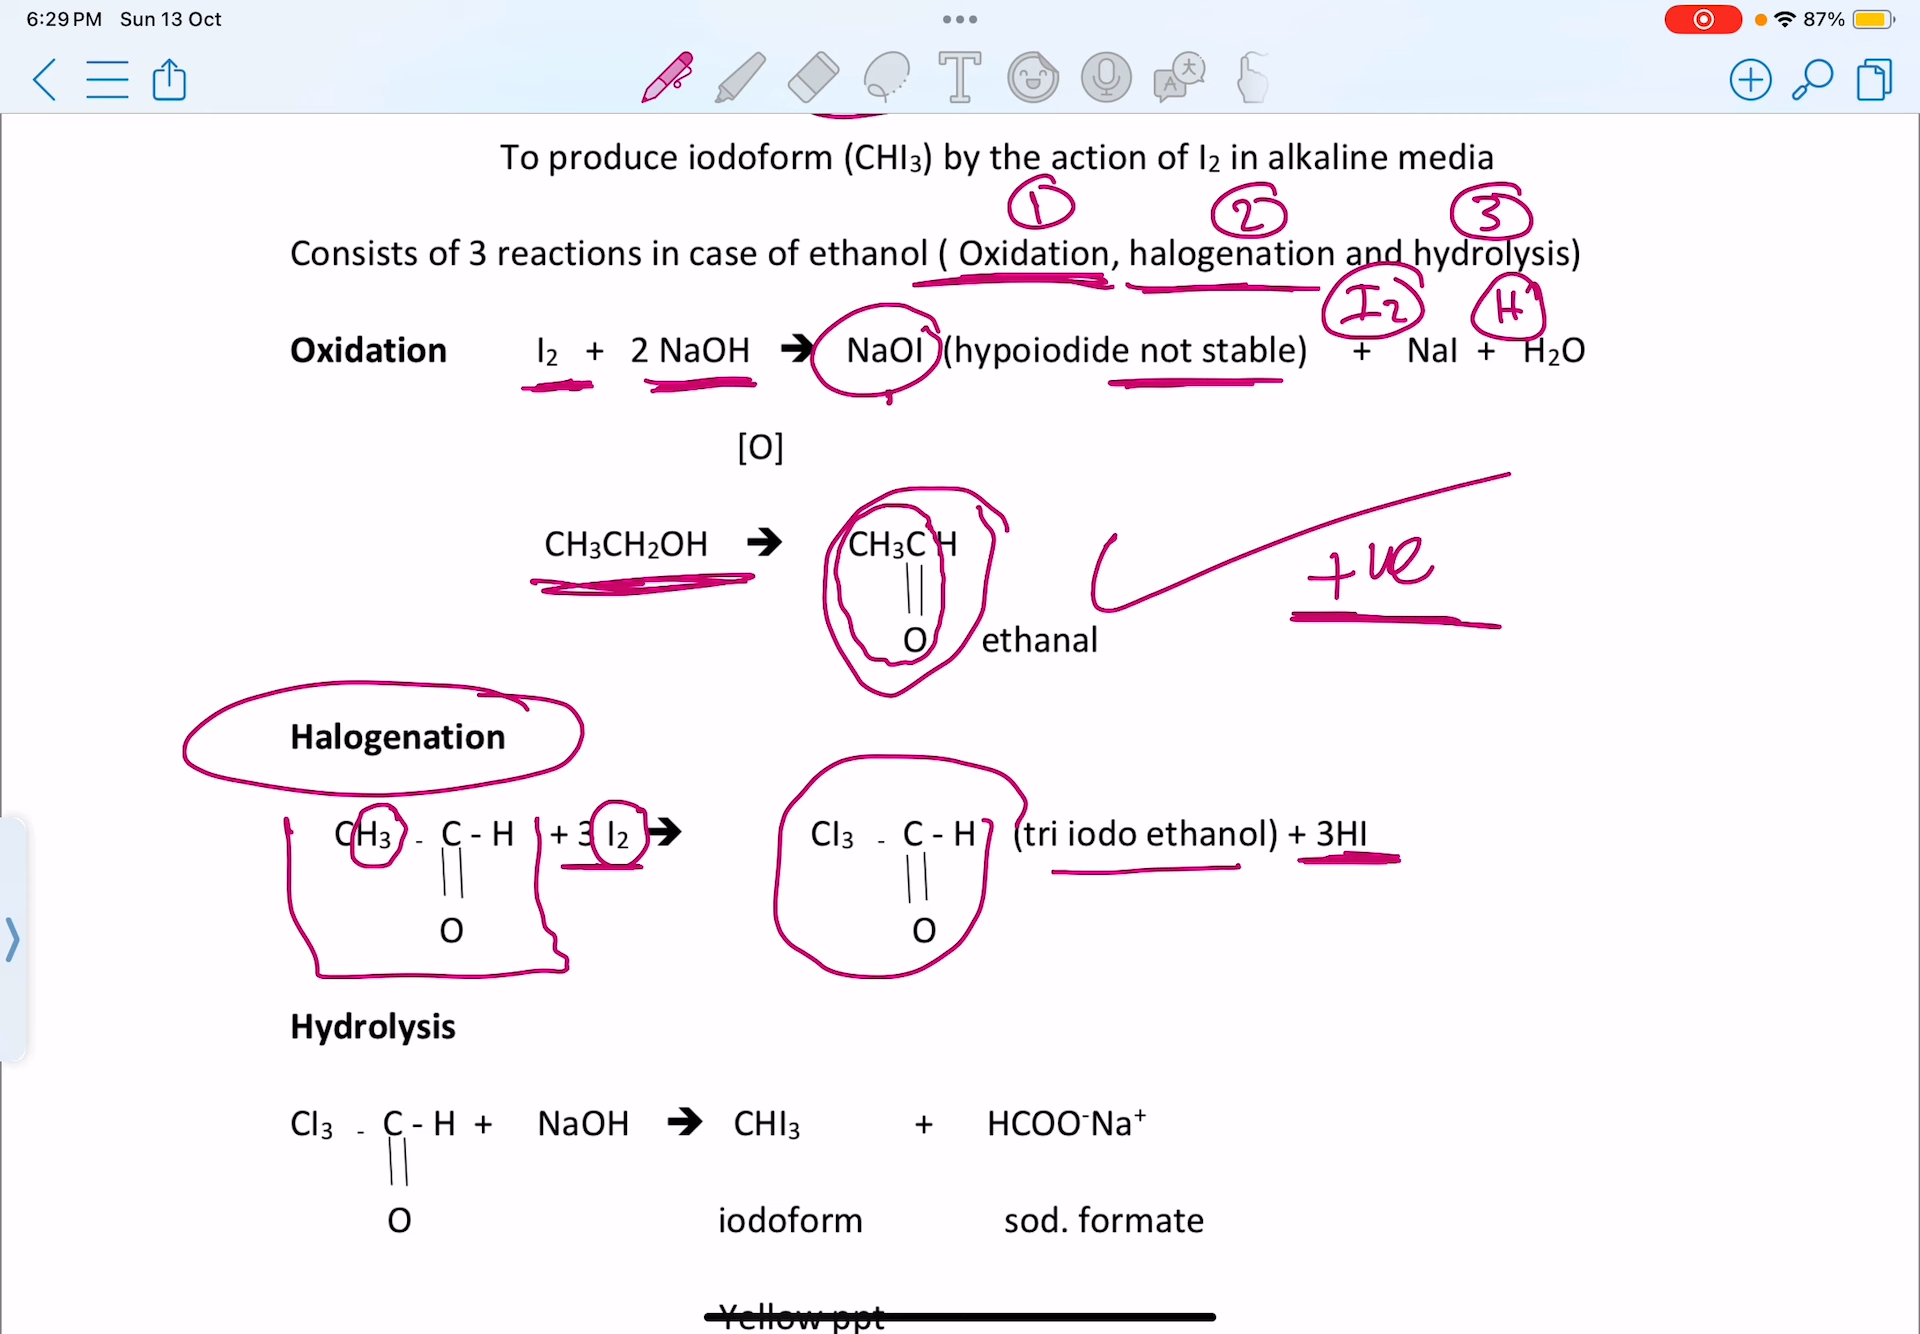 6:29 PM Sun 13 Oct
87%
To produce iodoform (CHI₃) by the action of I₂ in alkaline media
1 2 3
Consists of 3 reactions in case of ethanol ( Oxidation, halogenation and hydrolysis)
I₂ H
Oxidation I₂ + 2 NaOH ➔ NaOI (hypoiodide not stable) + NaI + H₂O
[O]
CH₃CH₂OH ➔ CH₃C H
+ve
O ethanal
Halogenation
CH₃ - C - H + 3 I₂ ➔ CI₃ - C - H (tri iodo ethanol) + 3HI
O O
Hydrolysis
CI₃ - C - H + NaOH ➔ CHI₃ + HCOO⁻Na⁺
O iodoform sod. formate
Yellow ppt